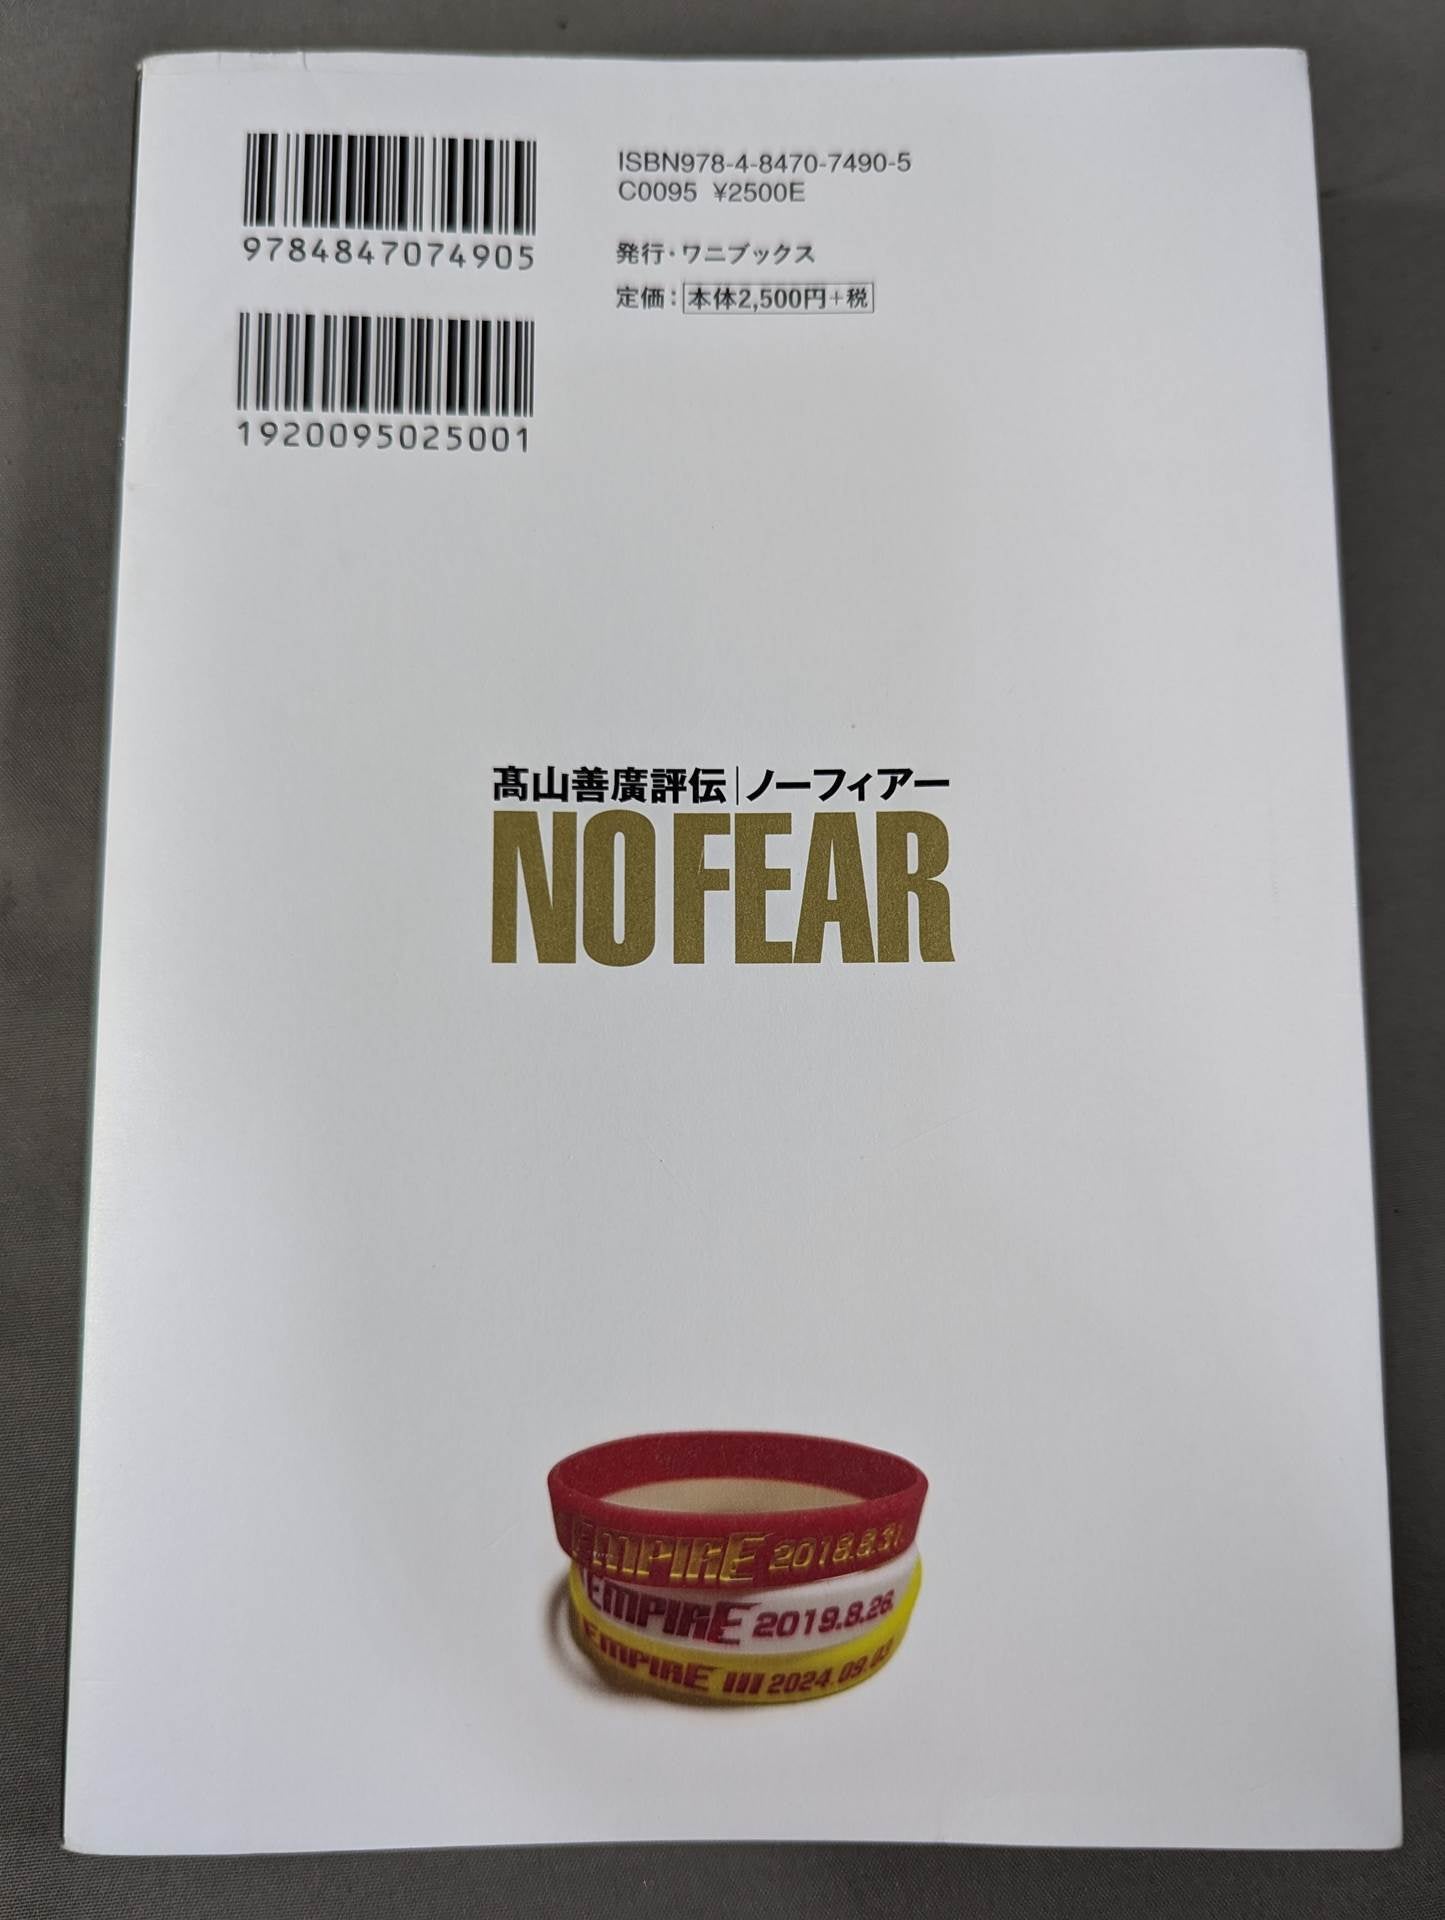 9784847074905
1920095025001
ISBN978-4-8470-7490-5
C0095 ¥2500E
発行・ワニブックス
定価：本体2,500円+税
髙山善廣評伝|ノーフィアー
NO FEAR
EMPIRE 2018.8.31
EMPIRE 2019.8.26.
EMPIRE III 2024.09.03